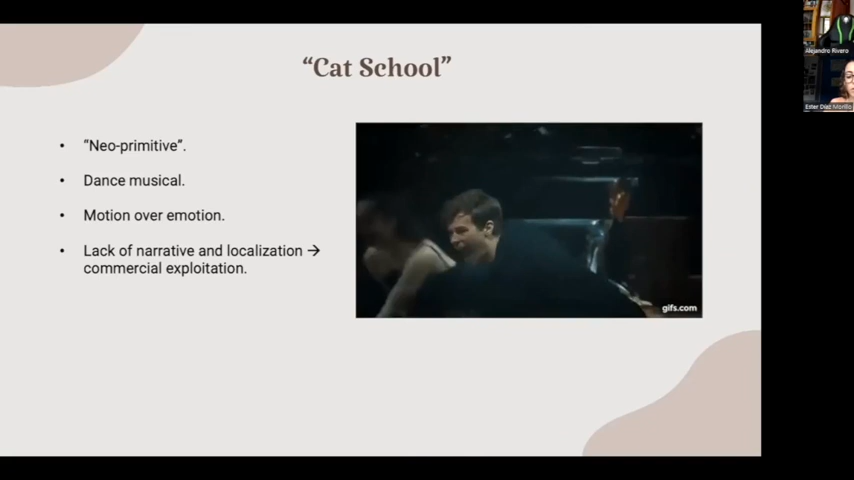 “Cat School”
• “Neo-primitive”.
• Dance musical.
• Motion over emotion.
• Lack of narrative and localization →
commercial exploitation.
gifs.com
Alejandro Rivero
Ester Díaz Morillo